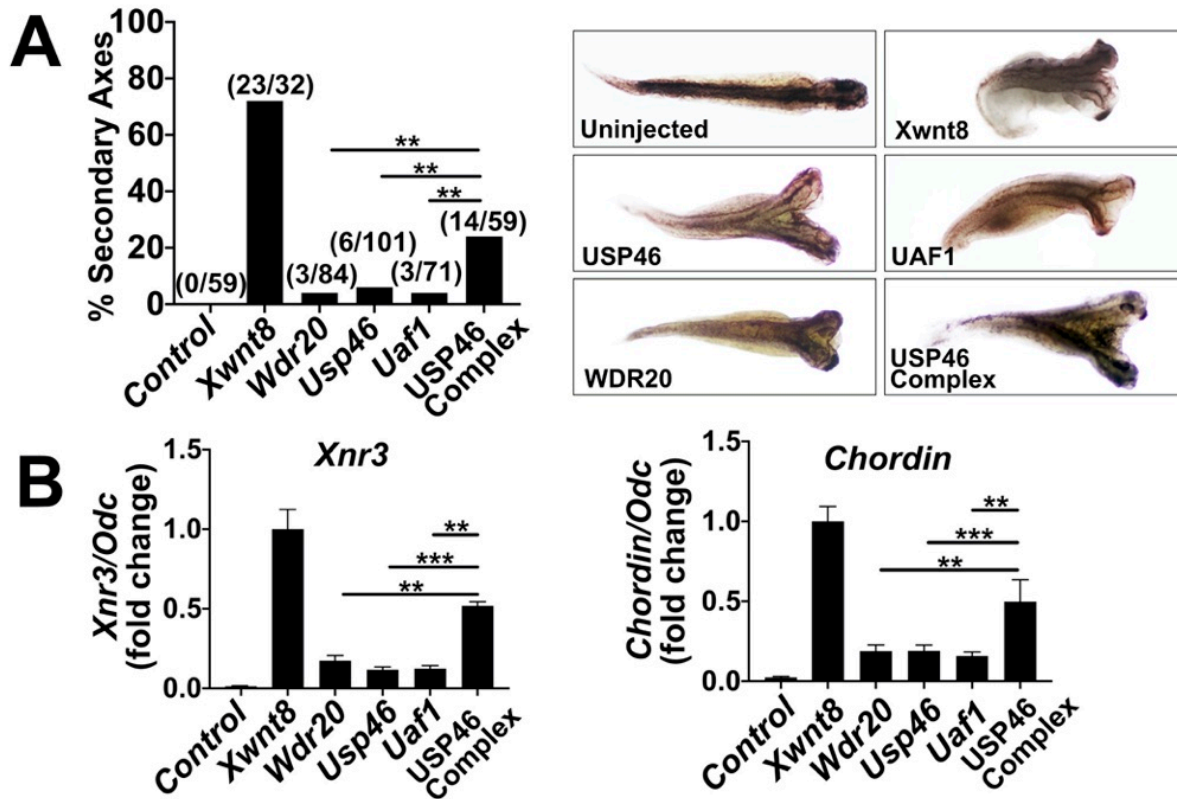 A
% Secondary Axes
100
80
60
40
20
0
(0/59)
(23/32)
(3/84)
(6/101)
(3/71)
(14/59)
**
**
**
Control
Xwnt8
Wdr20
Usp46
Uaf1
USP46
Complex
Uninjected
Xwnt8
USP46
UAF1
WDR20
USP46
Complex
B
Xnr3
Xnr3/Odc
(fold change)
1.5
1.0
0.5
0.0
**
***
**
Control
Xwnt8
Wdr20
Usp46
Uaf1
USP46
Complex
Chordin
Chordin/Odc
(fold change)
1.5
1.0
0.5
0.0
**
***
**
Control
Xwnt8
Wdr20
Usp46
Uaf1
USP46
Complex